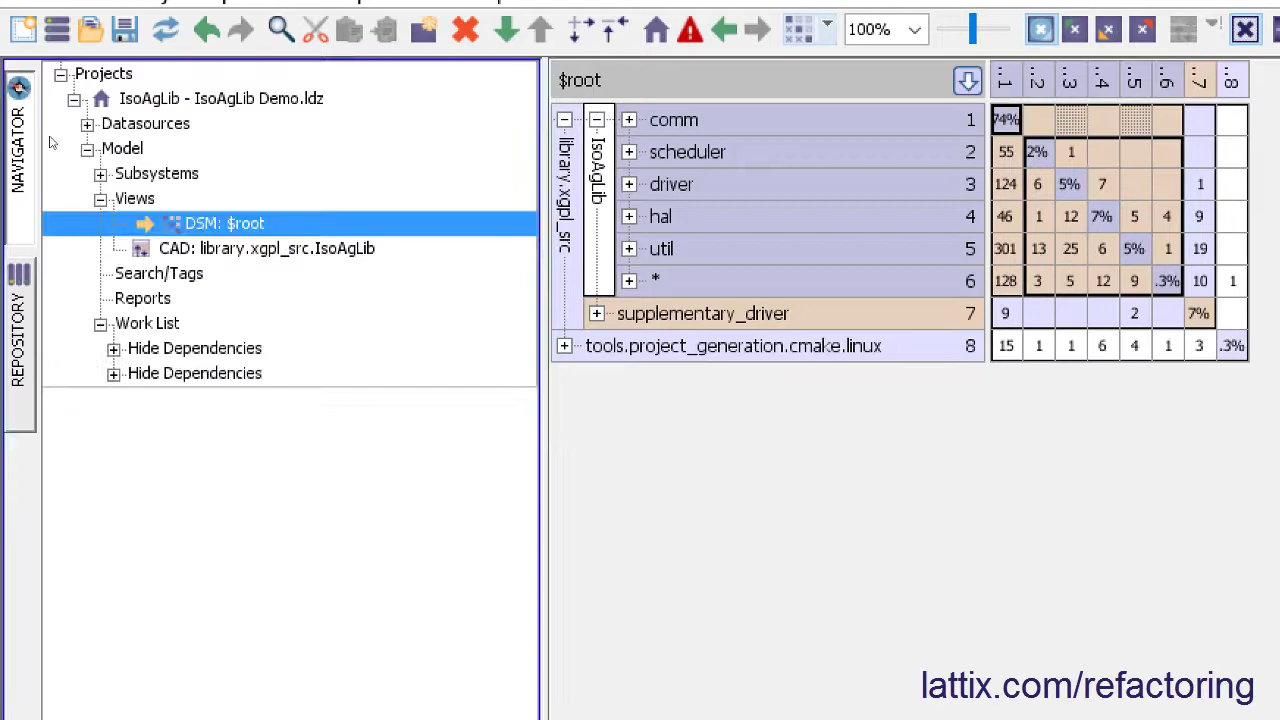 100%
NAVIGATOR
REPOSITORY
Projects
IsoAgLib - IsoAgLib Demo.ldz
Datasources
Model
Subsystems
Views
DSM: $root
CAD: library.xgpl_src.IsoAgLib
Search/Tags
Reports
Work List
Hide Dependencies
Hide Dependencies
$root
1 2 3 4 5 6 7 8
library.xgpl_src
IsoAgLib
comm 1 74%
scheduler 2 55 2% 1
driver 3 124 6 5% 7 1
hal 4 46 1 12 7% 5 4 9
util 5 301 13 25 6 5% 1 19
* 6 128 3 5 12 9 .3% 10 1
supplementary_driver 7 9 2 7%
tools.project_generation.cmake.linux 8 15 1 1 6 4 1 3 .3%
lattix.com/refactoring